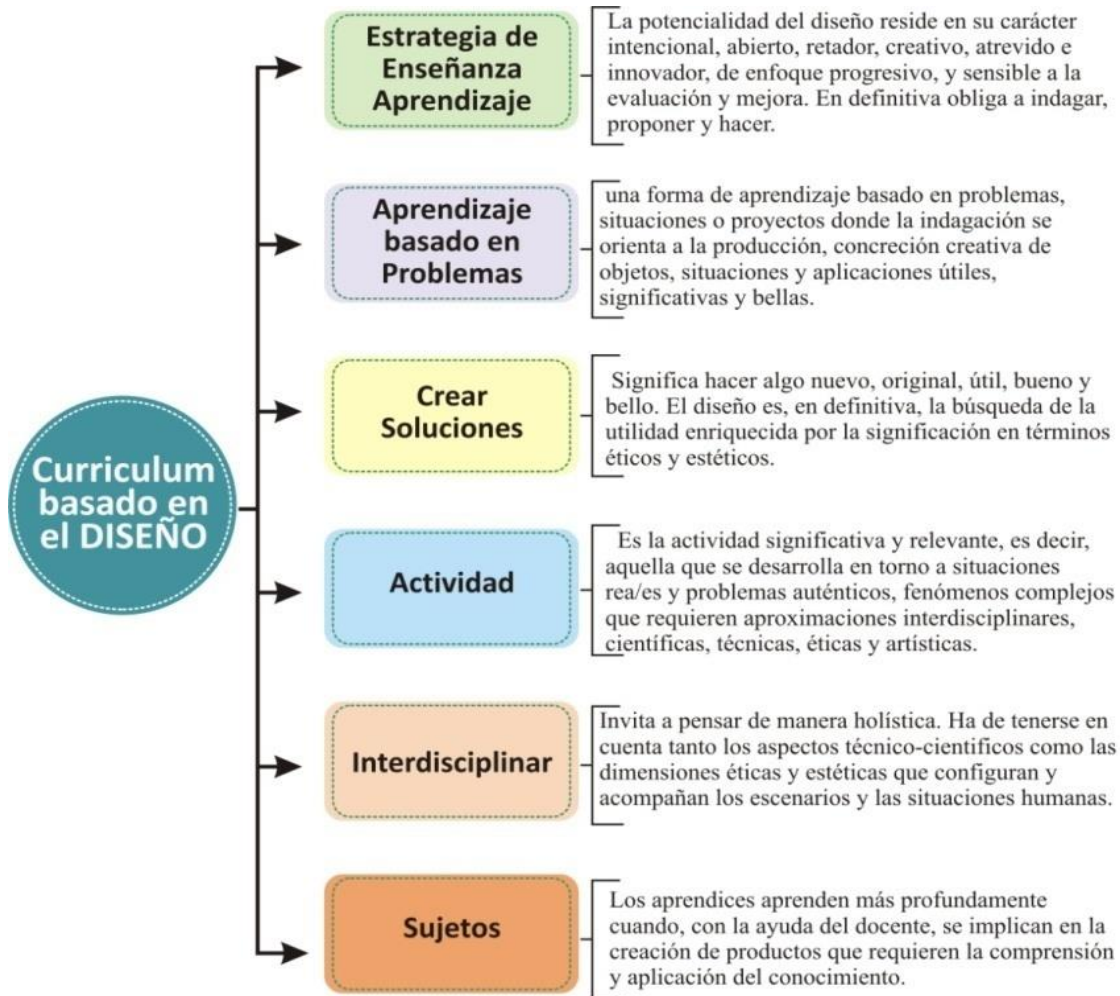 Curriculum
basado en
el DISEÑO
Estrategia de
Enseñanza
Aprendizaje
La potencialidad del diseño reside en su carácter
intencional, abierto, retador, creativo, atrevido e
innovador, de enfoque progresivo, y sensible a la
evaluación y mejora. En definitiva obliga a indagar,
proponer y hacer.
Aprendizaje
basado en
Problemas
una forma de aprendizaje basado en problemas,
situaciones o proyectos donde la indagación se
orienta a la producción, concreción creativa de
objetos, situaciones y aplicaciones útiles,
significativas y bellas.
Crear
Soluciones
Significa hacer algo nuevo, original, útil, bueno y
bello. El diseño es, en definitiva, la búsqueda de la
utilidad enriquecida por la significación en términos
éticos y estéticos.
Actividad
Es la actividad significativa y relevante, es decir,
aquella que se desarrolla en torno a situaciones
rea/es y problemas auténticos, fenómenos complejos
que requieren aproximaciones interdisciplinares,
científicas, técnicas, éticas y artísticas.
Interdisciplinar
Invita a pensar de manera holística. Ha de tenerse en
cuenta tanto los aspectos técnico-cientificos como las
dimensiones éticas y estéticas que configuran y
acompañan los escenarios y las situaciones humanas.
Sujetos
Los aprendices aprenden más profundamente
cuando, con la ayuda del docente, se implican en la
creación de productos que requieren la comprensión
y aplicación del conocimiento.